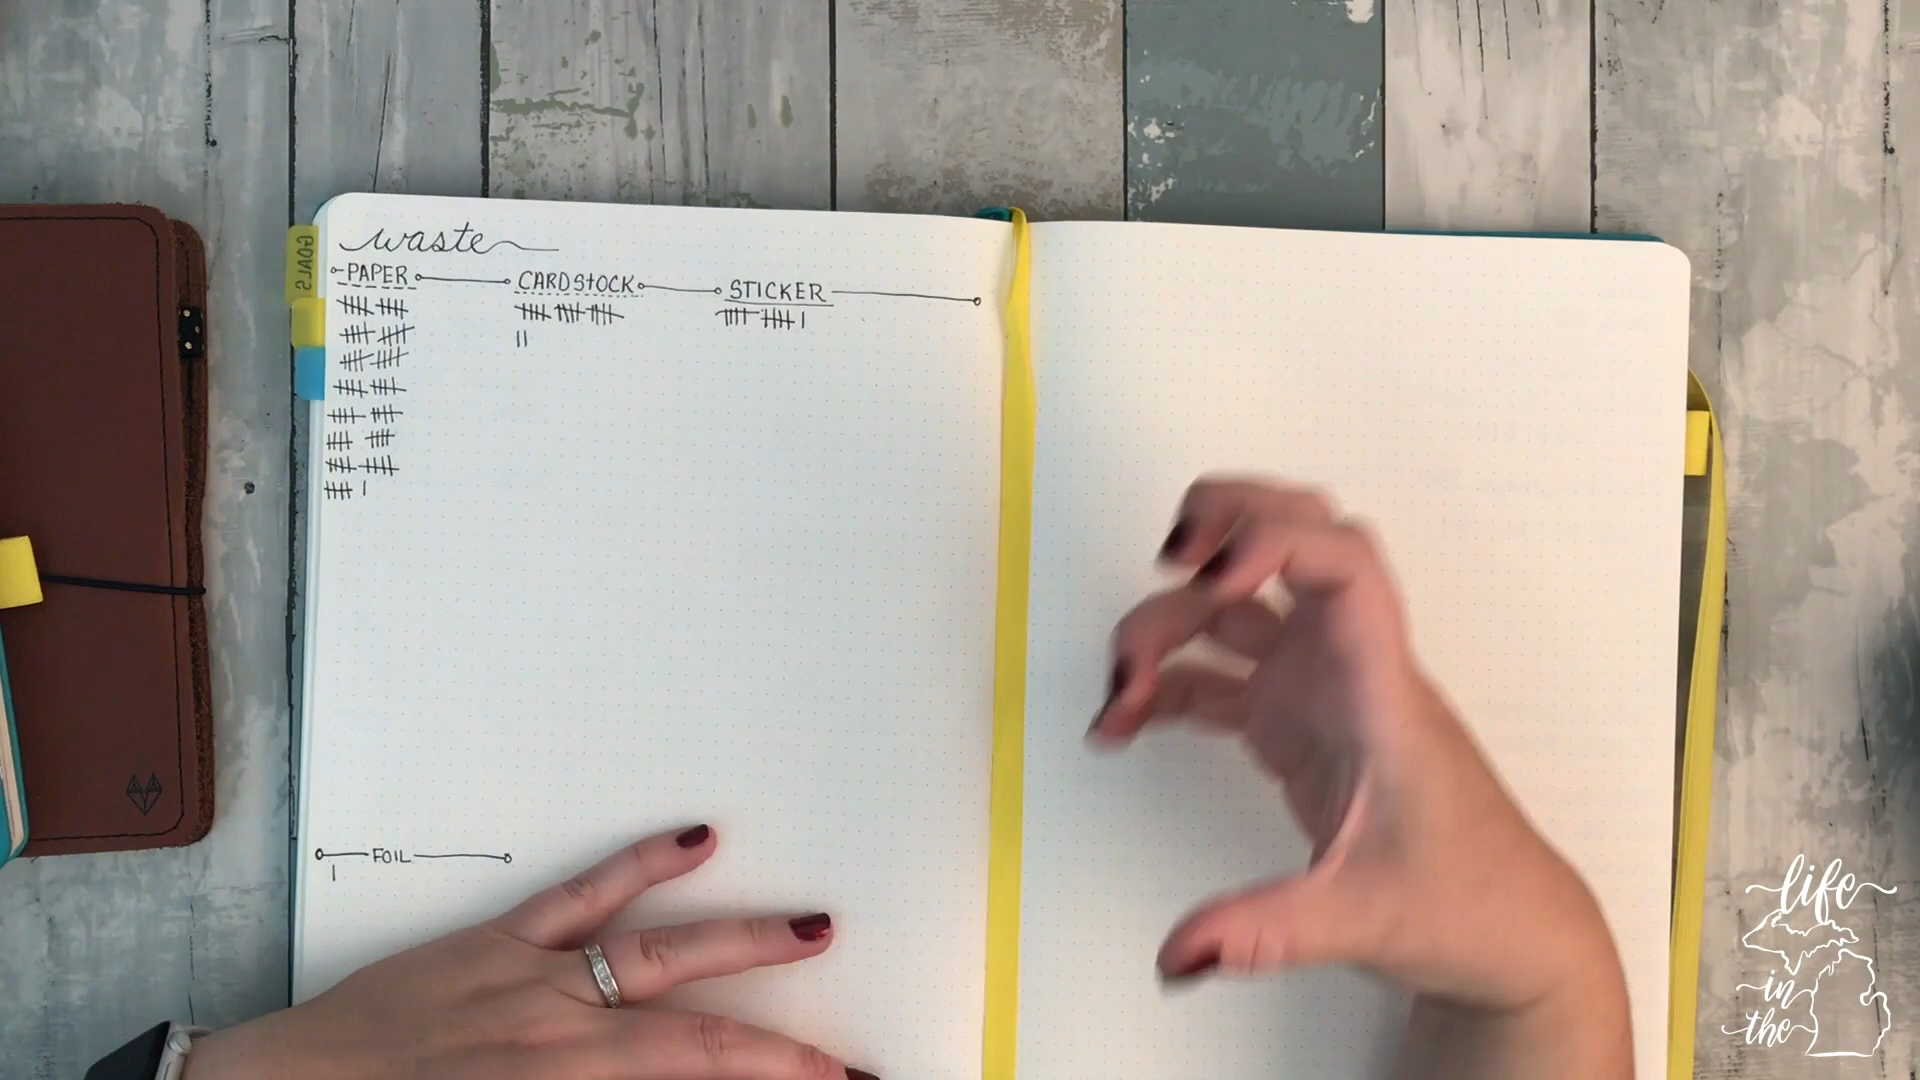 waste
PAPER CARDSTOCK STICKER
FOIL
GOALS
life
in
the